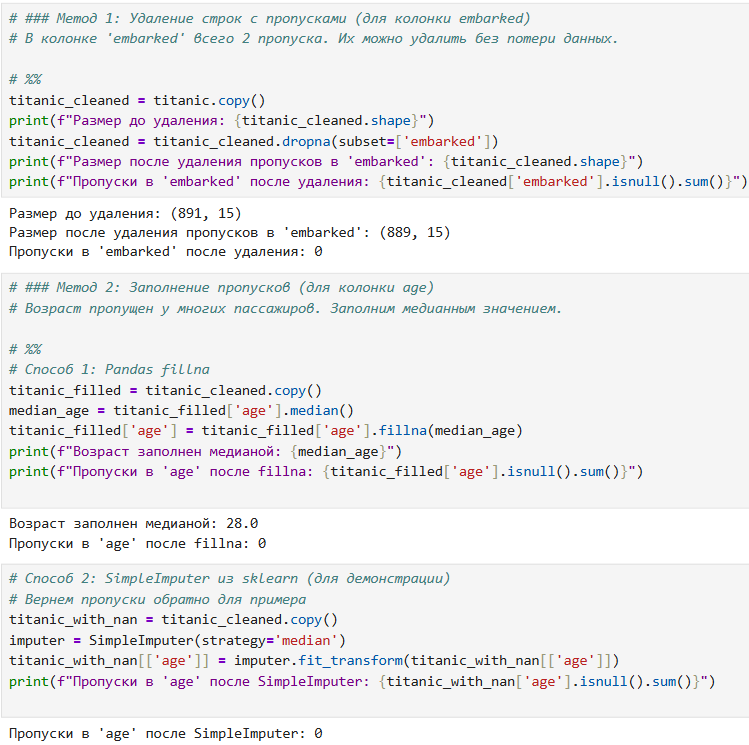 # ### Метод 1: Удаление строк с пропусками (для колонки embarked)
# В колонке 'embarked' всего 2 пропуска. Их можно удалить без потери данных.
# %%
titanic_cleaned = titanic.copy()
print(f"Размер до удаления: {titanic_cleaned.shape}")
titanic_cleaned = titanic_cleaned.dropna(subset=['embarked'])
print(f"Размер после удаления пропусков в 'embarked': {titanic_cleaned.shape}")
print(f"Пропуски в 'embarked' после удаления: {titanic_cleaned['embarked'].isnull().sum()}")
Размер до удаления: (891, 15)
Размер после удаления пропусков в 'embarked': (889, 15)
Пропуски в 'embarked' после удаления: 0
# ### Метод 2: Заполнение пропусков (для колонки age)
# Возраст пропущен у многих пассажиров. Заполним медианным значением.
# %%
# Способ 1: Pandas fillna
titanic_filled = titanic_cleaned.copy()
median_age = titanic_filled['age'].median()
titanic_filled['age'] = titanic_filled['age'].fillna(median_age)
print(f"Возраст заполнен медианой: {median_age}")
print(f"Пропуски в 'age' после fillna: {titanic_filled['age'].isnull().sum()}")
Возраст заполнен медианой: 28.0
Пропуски в 'age' после fillna: 0
# Способ 2: SimpleImputer из sklearn (для демонстрации)
# Вернем пропуски обратно для примера
titanic_with_nan = titanic_cleaned.copy()
imputer = SimpleImputer(strategy='median')
titanic_with_nan[['age']] = imputer.fit_transform(titanic_with_nan[['age']])
print(f"Пропуски в 'age' после SimpleImputer: {titanic_with_nan['age'].isnull().sum()}")
Пропуски в 'age' после SimpleImputer: 0